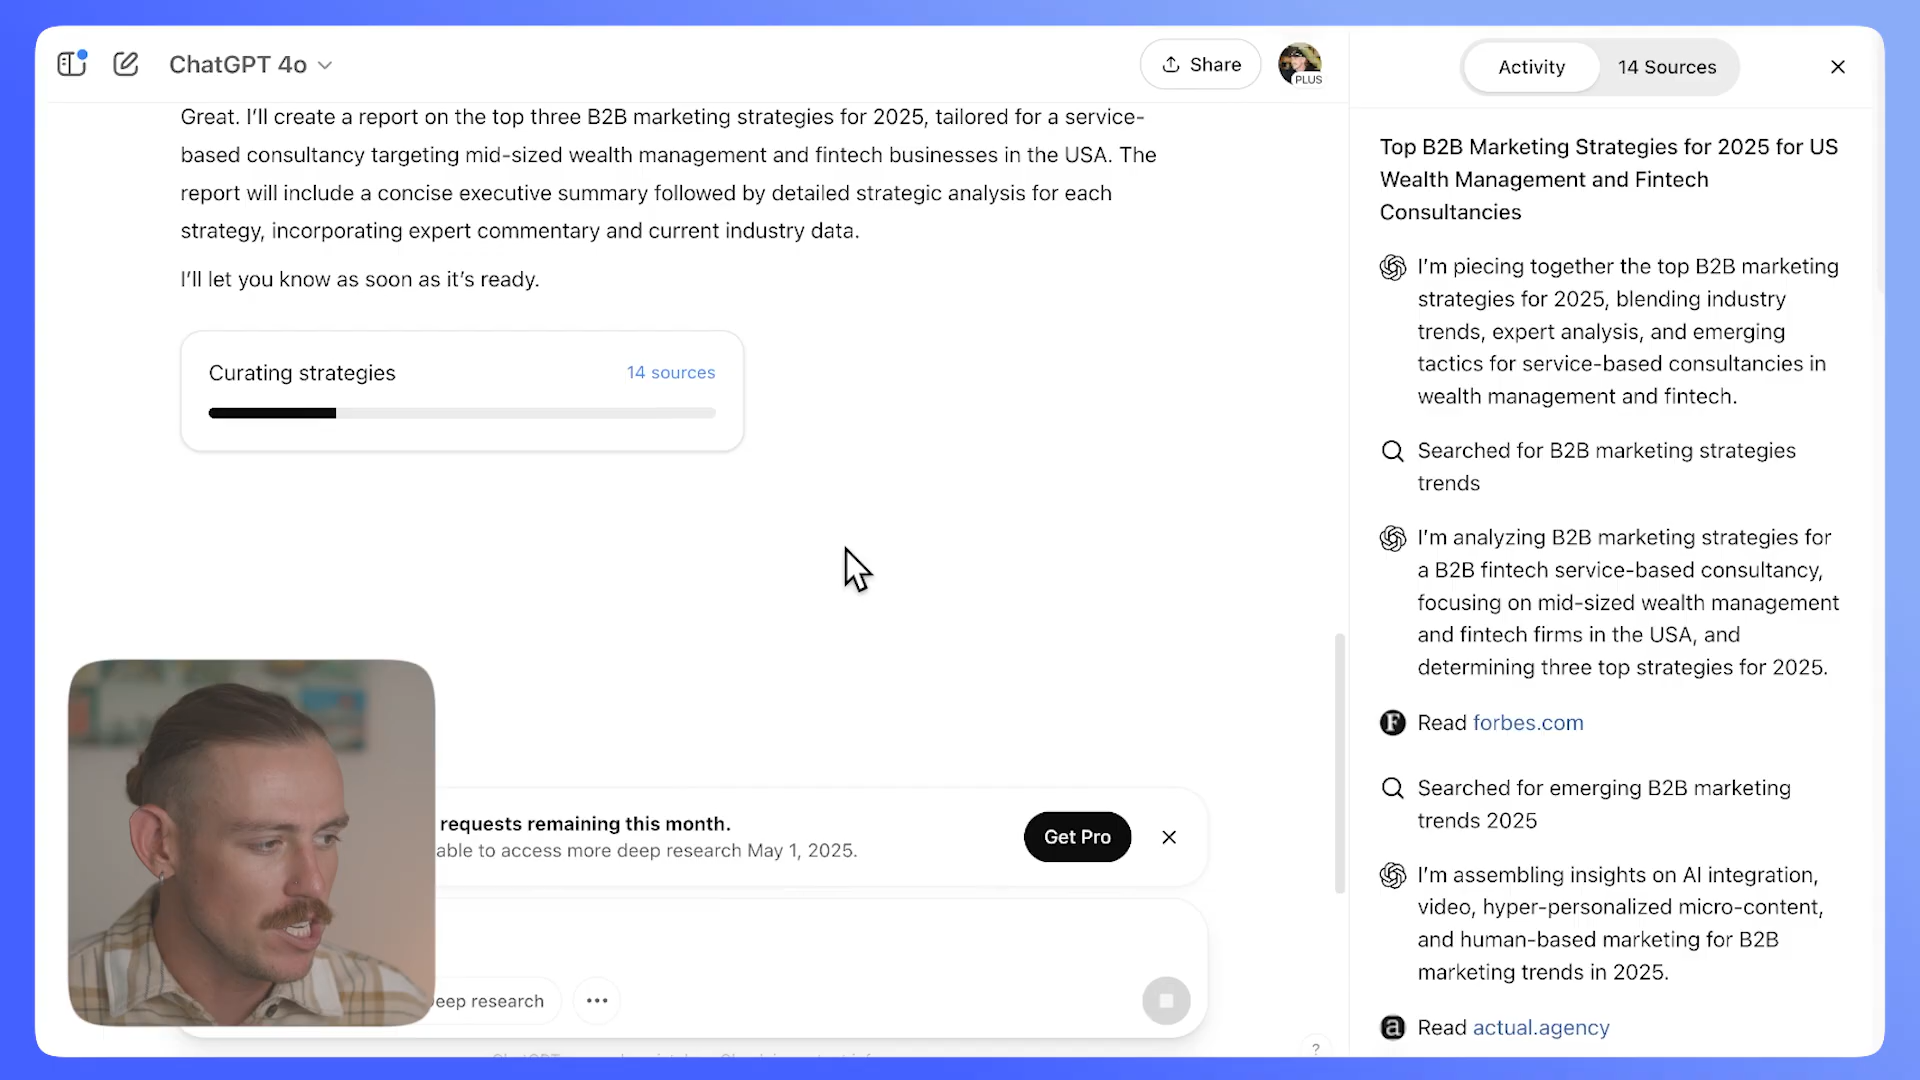 ChatGPT 4o
Share
PLUS
Great. I'll create a report on the top three B2B marketing strategies for 2025, tailored for a service-
based consultancy targeting mid-sized wealth management and fintech businesses in the USA. The
report will include a concise executive summary followed by detailed strategic analysis for each
strategy, incorporating expert commentary and current industry data.
I'll let you know as soon as it's ready.
Curating strategies
14 sources
requests remaining this month.
able to access more deep research May 1, 2025.
Get Pro
eep research
?
Activity
14 Sources
Top B2B Marketing Strategies for 2025 for US
Wealth Management and Fintech
Consultancies
I'm piecing together the top B2B marketing
strategies for 2025, blending industry
trends, expert analysis, and emerging
tactics for service-based consultancies in
wealth management and fintech.
Searched for B2B marketing strategies
trends
I'm analyzing B2B marketing strategies for
a B2B fintech service-based consultancy,
focusing on mid-sized wealth management
and fintech firms in the USA, and
determining three top strategies for 2025.
F Read forbes.com
Searched for emerging B2B marketing
trends 2025
I'm assembling insights on AI integration,
video, hyper-personalized micro-content,
and human-based marketing for B2B
marketing trends in 2025.
a Read actual.agency